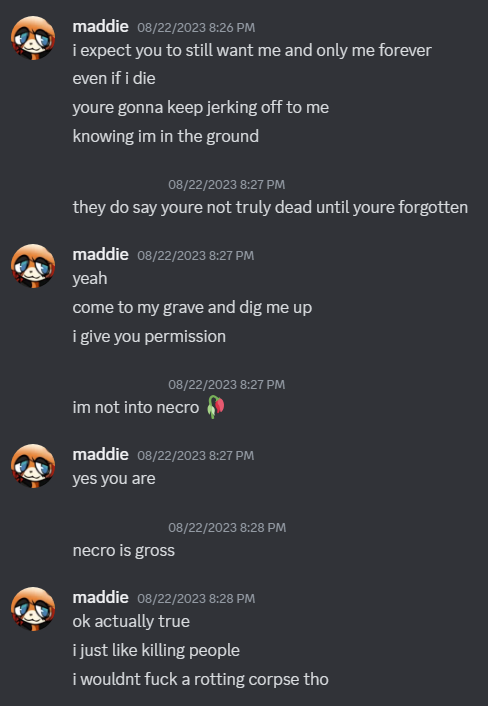 maddie 08/22/2023 8:26 PM
i expect you to still want me and only me forever
even if i die
youre gonna keep jerking off to me
knowing im in the ground
08/22/2023 8:27 PM
they do say youre not truly dead until youre forgotten
maddie 08/22/2023 8:27 PM
yeah
come to my grave and dig me up
i give you permission
08/22/2023 8:27 PM
im not into necro 🥀
maddie 08/22/2023 8:27 PM
yes you are
08/22/2023 8:28 PM
necro is gross
maddie 08/22/2023 8:28 PM
ok actually true
i just like killing people
i wouldnt fuck a rotting corpse tho